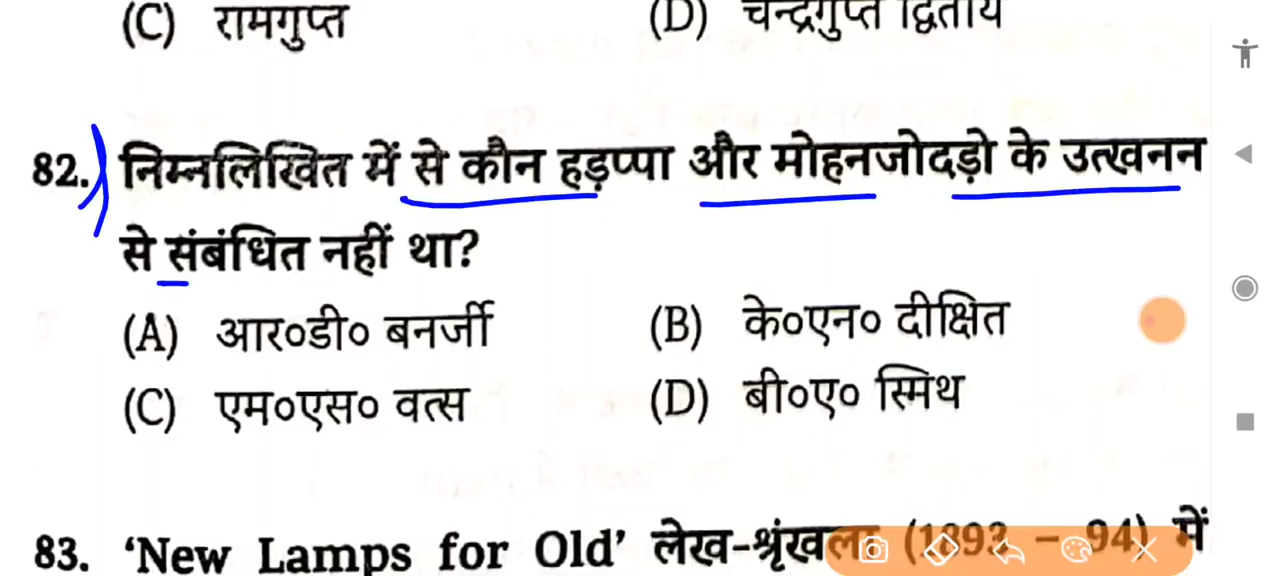 (C) रामगुप्त (D) चन्द्रगुप्त द्वितीय
82. निम्नलिखित में से कौन हड़प्पा और मोहनजोदड़ो के उत्खनन
से संबंधित नहीं था?
(A) आर०डी० बनर्जी (B) के०एन० दीक्षित
(C) एम०एस० वत्स (D) बी०ए० स्मिथ
83. ‘New Lamps for Old’ लेख-श्रृंखला (1893 – 94) में